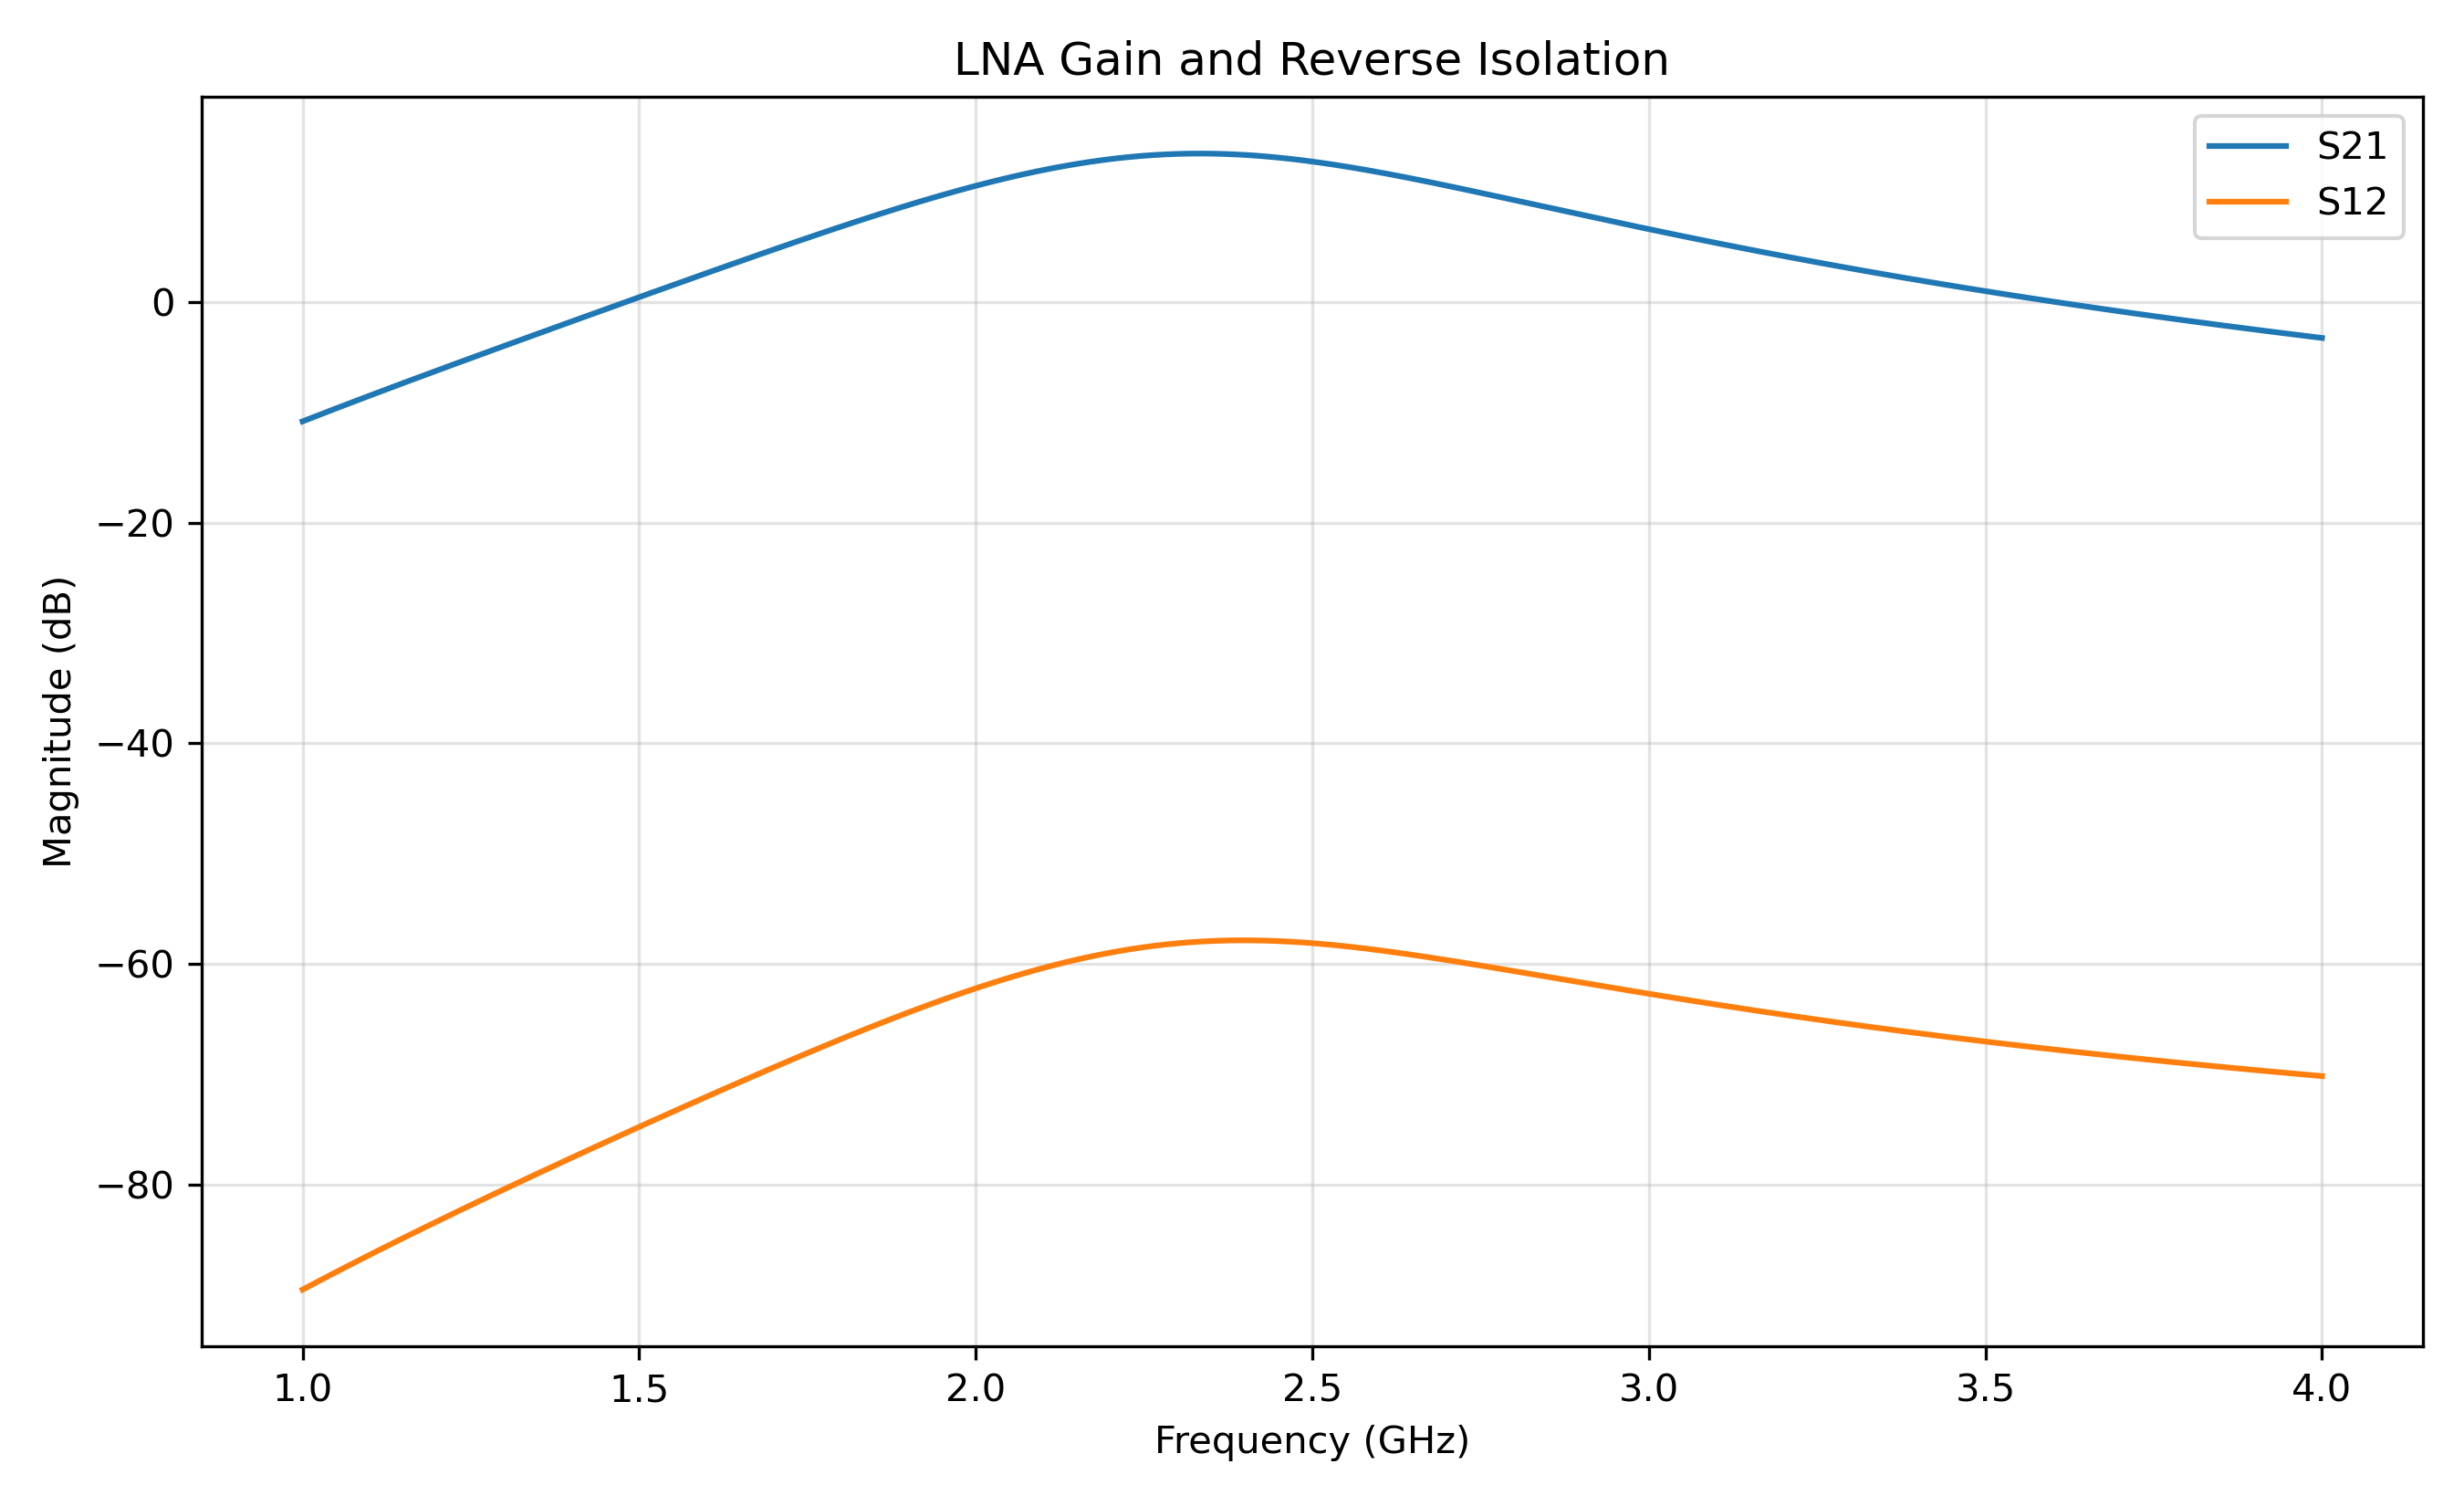 LNA Gain and Reverse Isolation
S21
S12
0
−20
−40
−60
−80
Magnitude (dB)
1.0 1.5 2.0 2.5 3.0 3.5 4.0
Frequency (GHz)